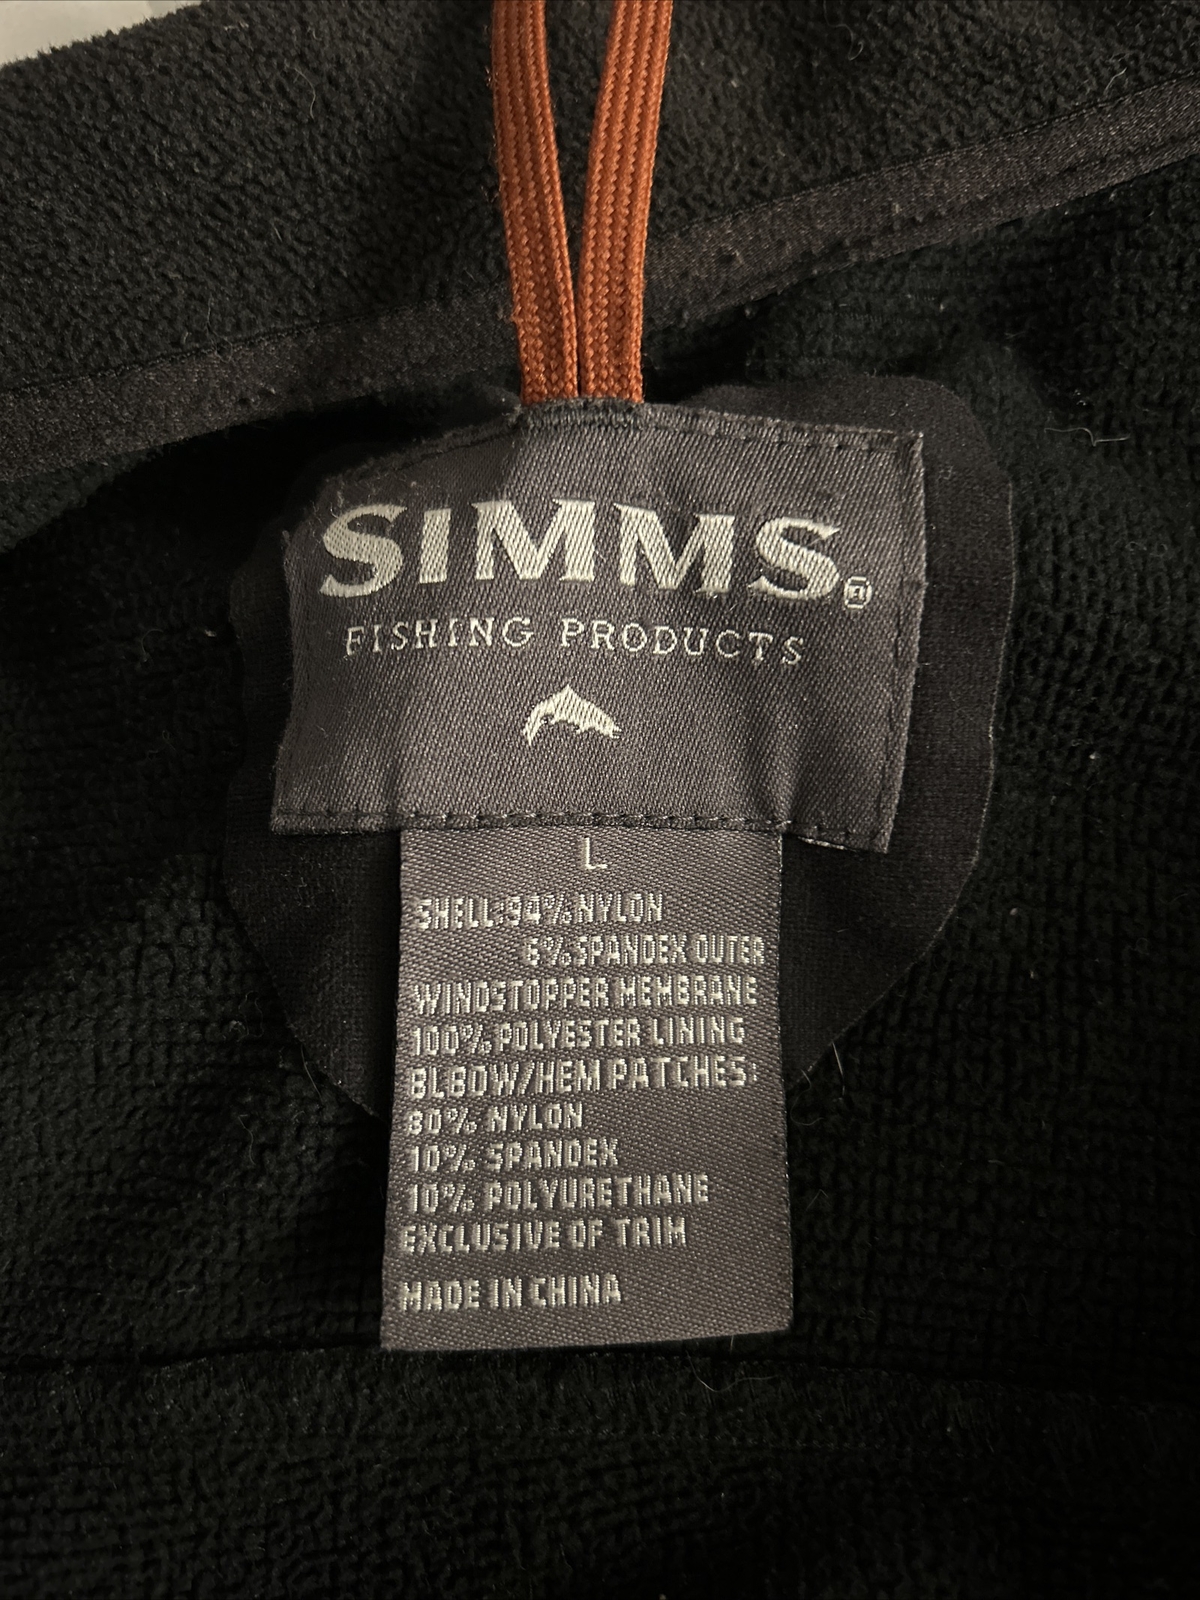 SIMMS®
FISHING PRODUCTS
L
SHELL:94% NYLON
6% SPANDEX OUTER
WINDSTOPPER MEMBRANE
100% POLYESTER LINING
ELBOW/HEM PATCHES:
80% NYLON
10% SPANDEX
10% POLYURETHANE
EXCLUSIVE OF TRIM
MADE IN CHINA